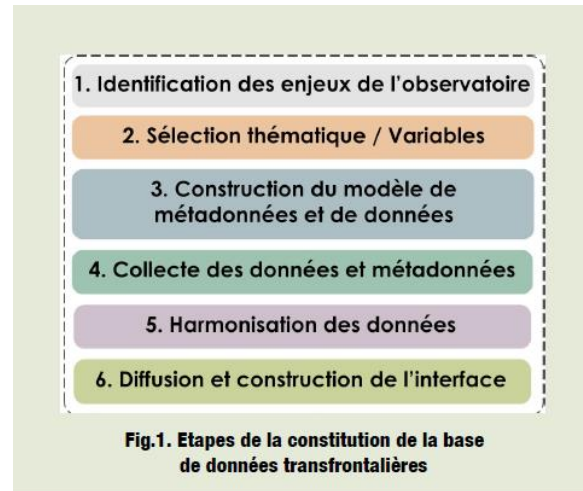 1. Identification des enjeux de l'observatoire
2. Sélection thématique / Variables
3. Construction du modèle de
métadonnées et de données
4. Collecte des données et métadonnées
5. Harmonisation des données
6. Diffusion et construction de l'interface
Fig.1. Etapes de la constitution de la base
de données transfrontalières